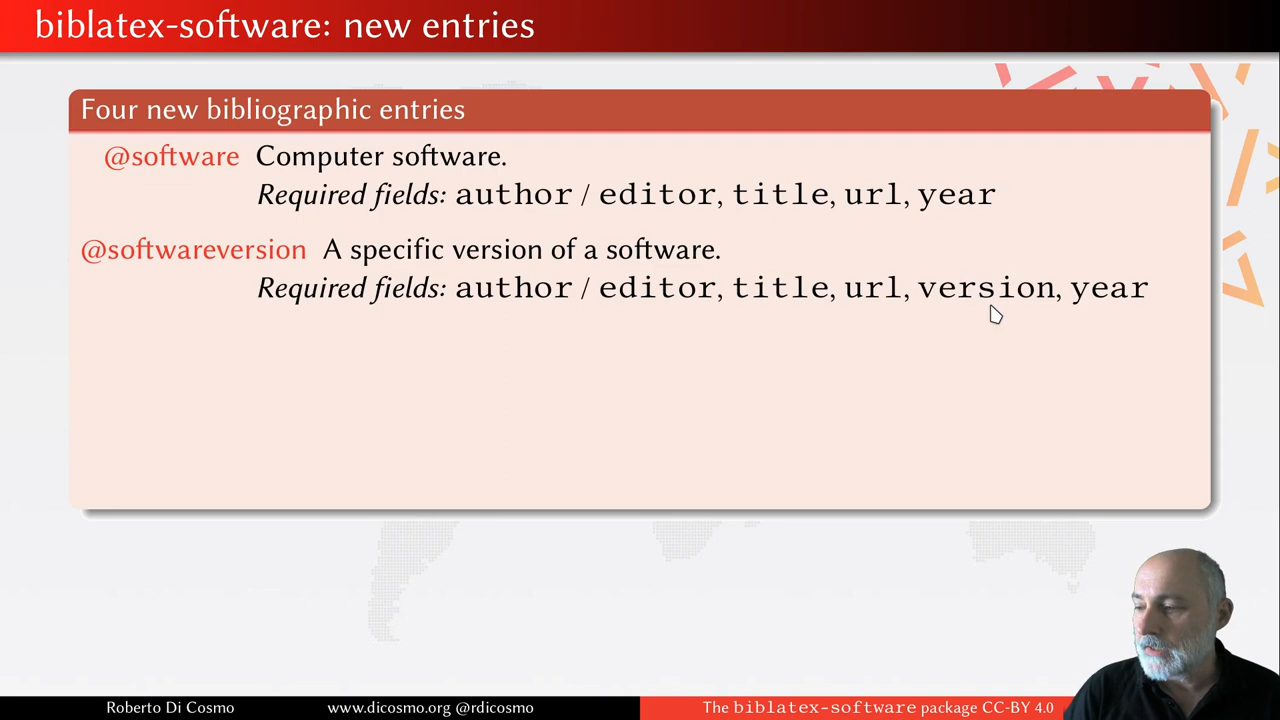 biblatex-software: new entries
Four new bibliographic entries
@software Computer software.
Required fields: author / editor, title, url, year
@softwareversion A specific version of a software.
Required fields: author / editor, title, url, version, year
Roberto Di Cosmo www.dicosmo.org @rdicosmo The biblatex-software package CC-BY 4.0